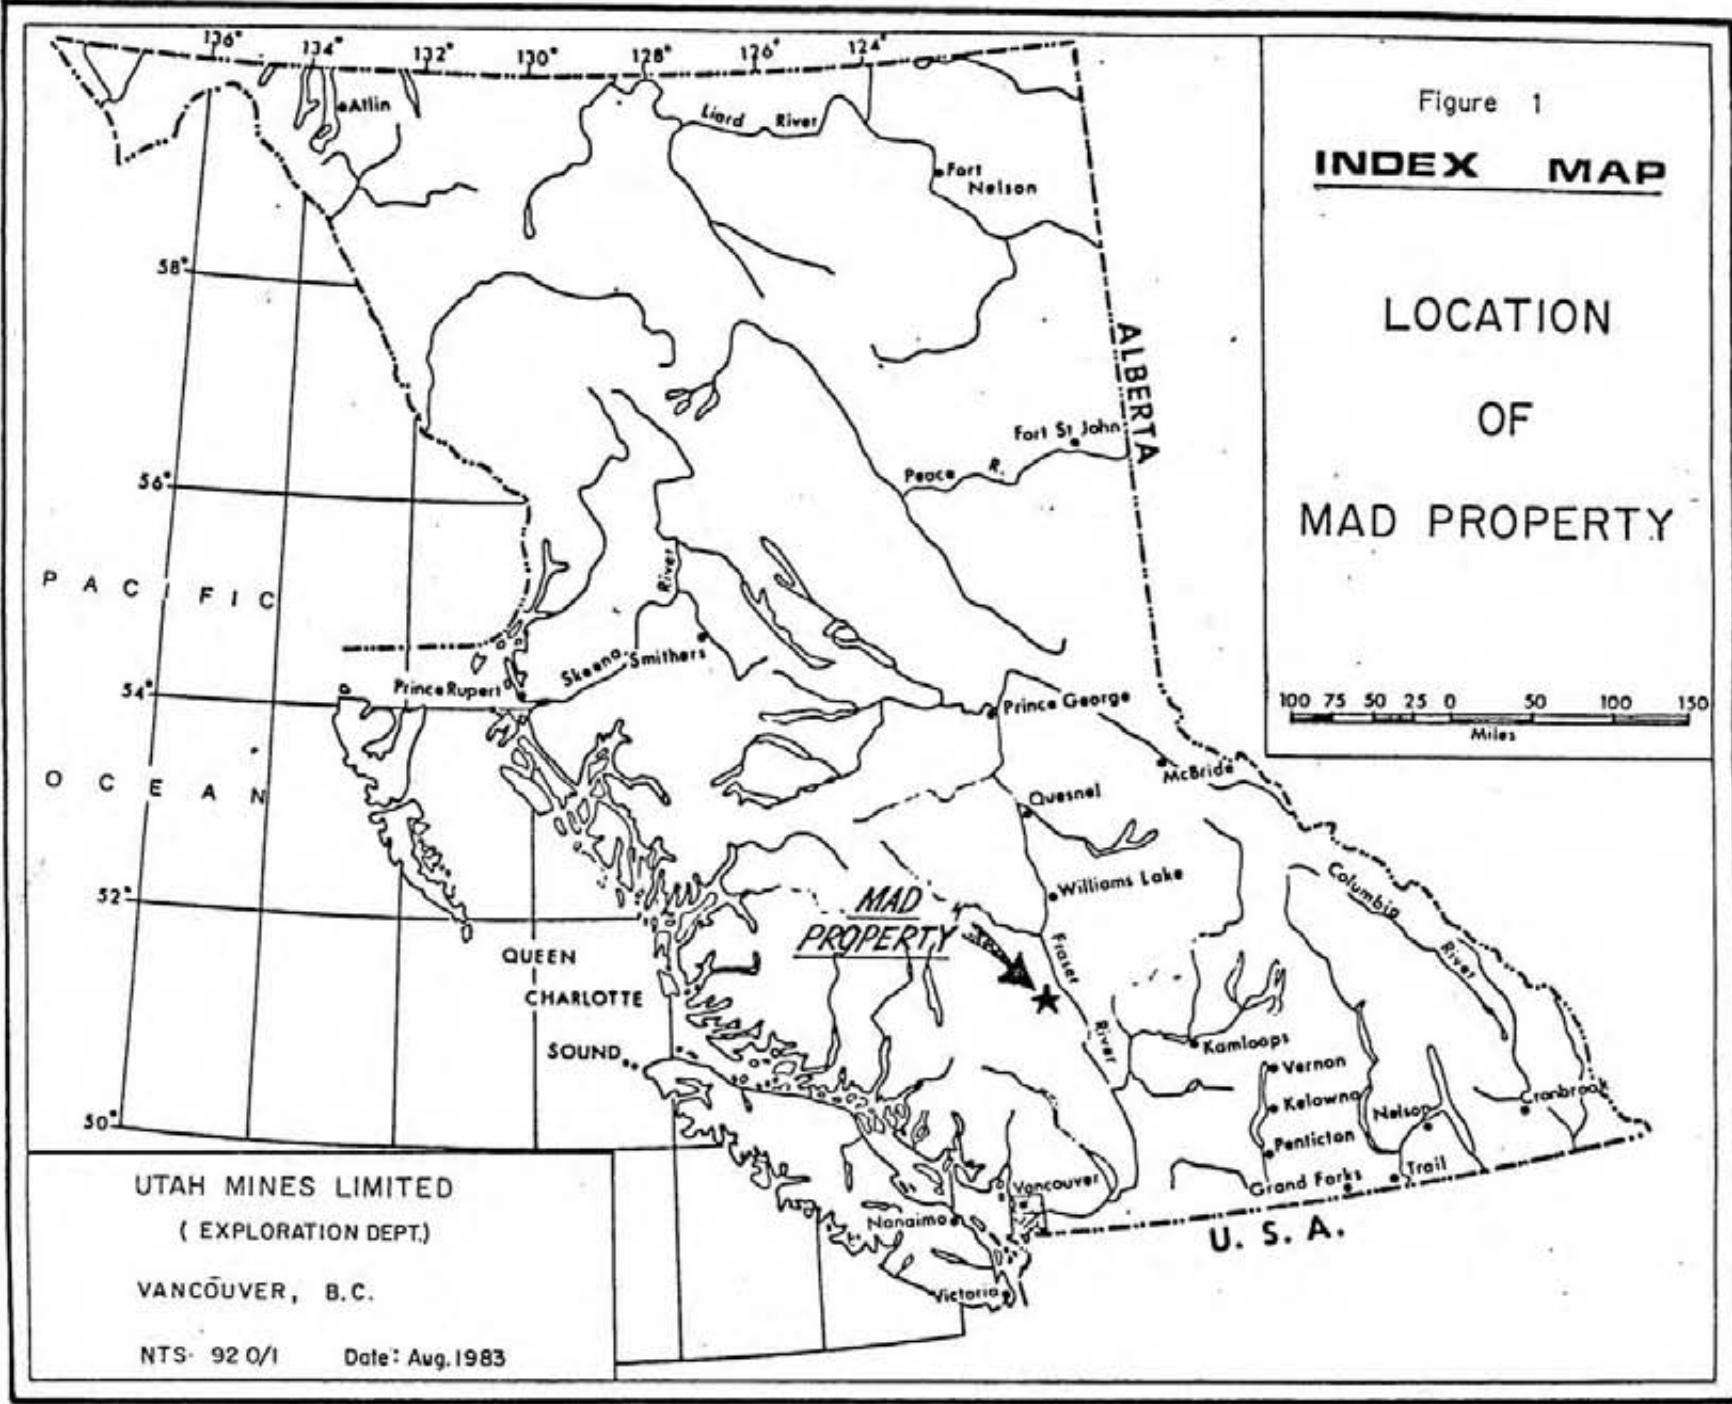 136° 134° 132° 130° 128° 126° 124°
Atlin
Liard River
Fort
Nelson
58°
ALBERTA
Fort St John
Peace R.
56°
PACIFIC
OCEAN
River
Skeena
Smithers
54°
Prince Rupert
Prince George
McBride
Quesnel
Williams Lake
52°
MAD
PROPERTY
Fraser
River
Columbia
River
QUEEN
CHARLOTTE
SOUND
Kamloops
Vernon
Kelowna
Nelson
Cranbrook
Penticton
Grand Forks
Trail
50°
Vancouver
Nanaimo
Victoria
U. S. A.
Figure 1
INDEX MAP
LOCATION
OF
MAD PROPERTY
100 75 50 25 0 50 100 150
Miles
UTAH MINES LIMITED
( EXPLORATION DEPT.)
VANCOUVER, B.C.
NTS· 92 O/1 Date: Aug. 1983